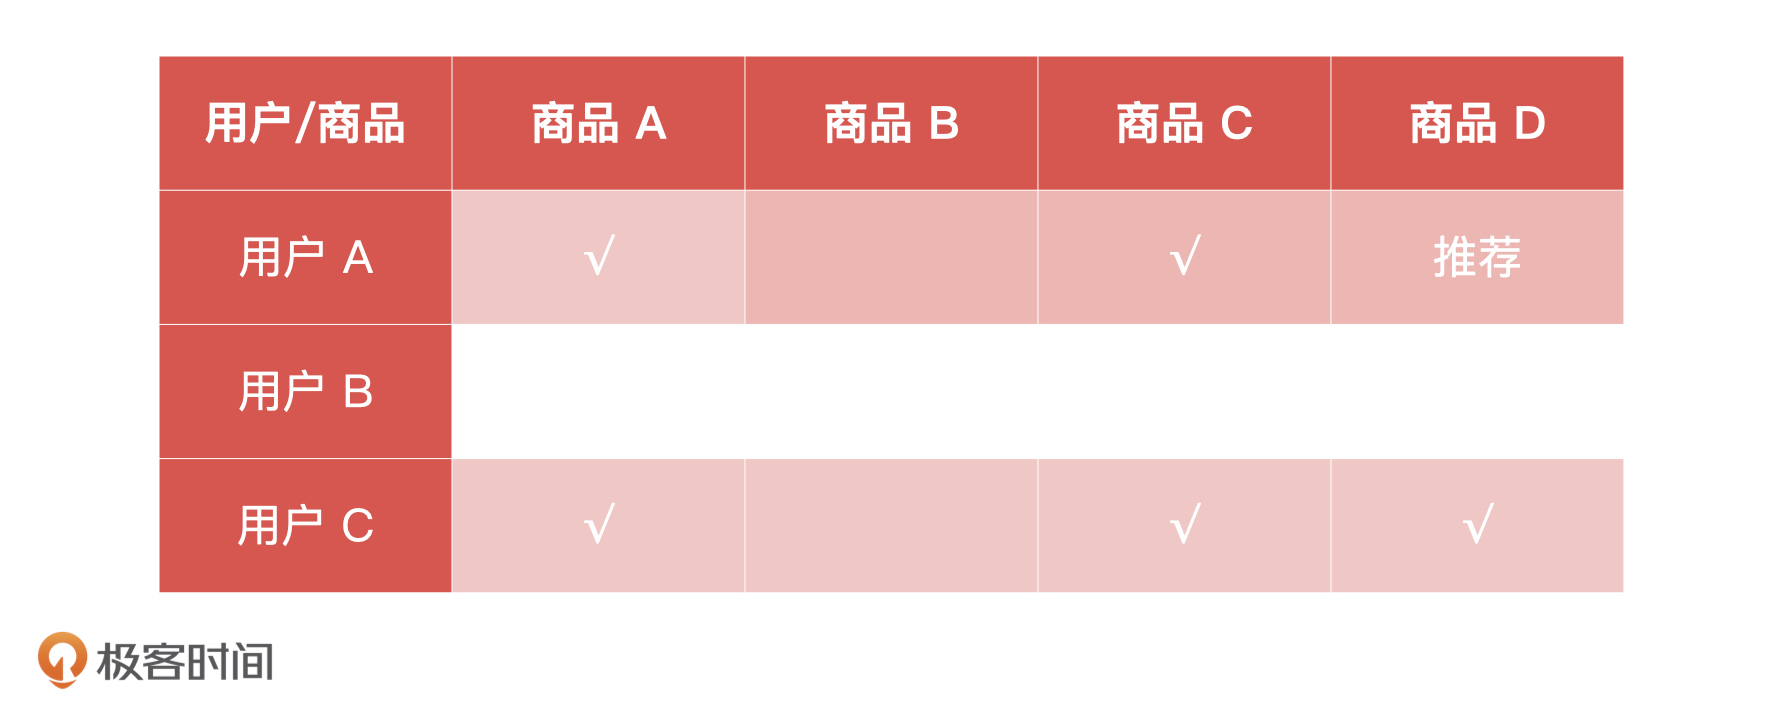 用户/商品 商品 A 商品 B 商品 C 商品 D
用户 A √ √ 推荐
用户 B
用户 C √ √ √
极客时间